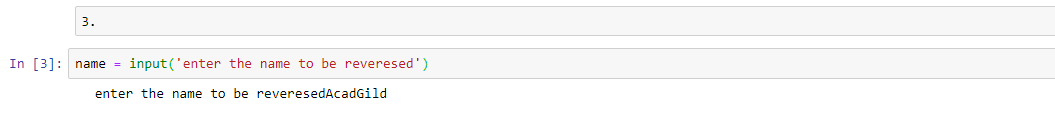 3.
In [3]: name = input('enter the name to be reveresed')
enter the name to be reveresedAcadGild